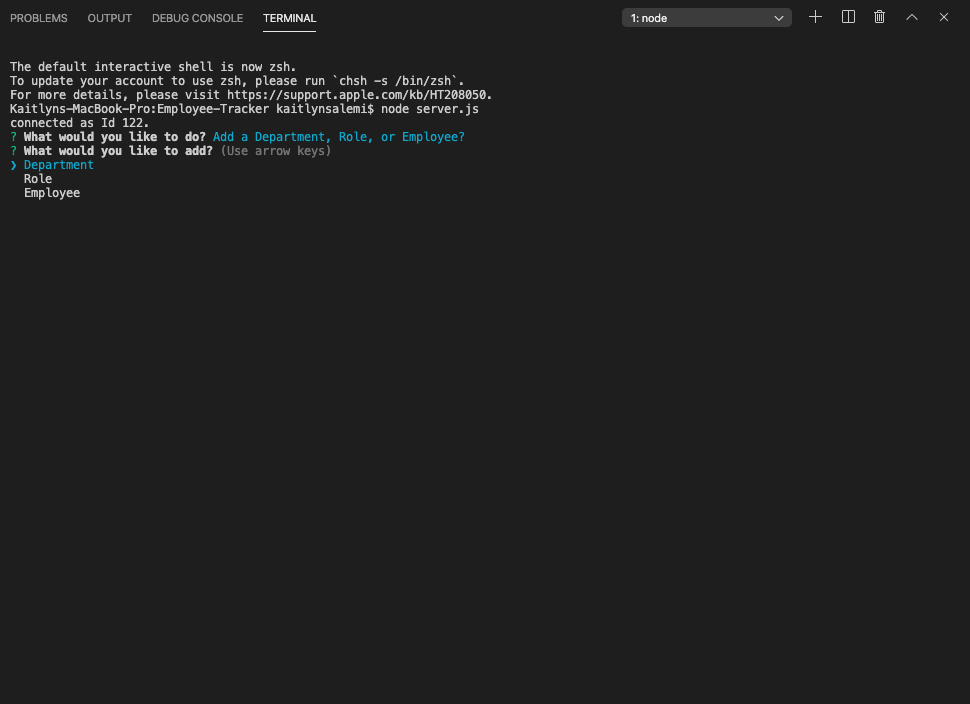 PROBLEMS OUTPUT DEBUG CONSOLE TERMINAL 1: node
The default interactive shell is now zsh.
To update your account to use zsh, please run `chsh -s /bin/zsh`.
For more details, please visit https://support.apple.com/kb/HT208050.
Kaitlyns-MacBook-Pro:Employee-Tracker kaitlynsalemi$ node server.js
connected as Id 122.
? What would you like to do? Add a Department, Role, or Employee?
? What would you like to add? (Use arrow keys)
❯ Department
Role
Employee